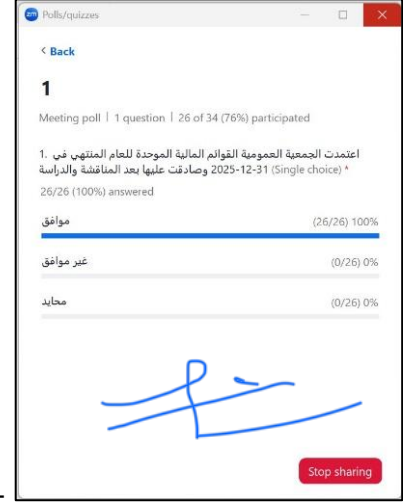 Polls/quizzes
Back
1
Meeting poll | 1 question | 26 of 34 (76%) participated
1. اعتمدت الجمعية العمومية القوائم المالية الموحدة للعام المنتهي في
31-12-2025 وصادقت عليها بعد المناقشة والدراسة (Single choice) *
26/26 (100%) answered
موافق (26/26) 100%
غير موافق (0/26) 0%
محايد (0/26) 0%
Stop sharing